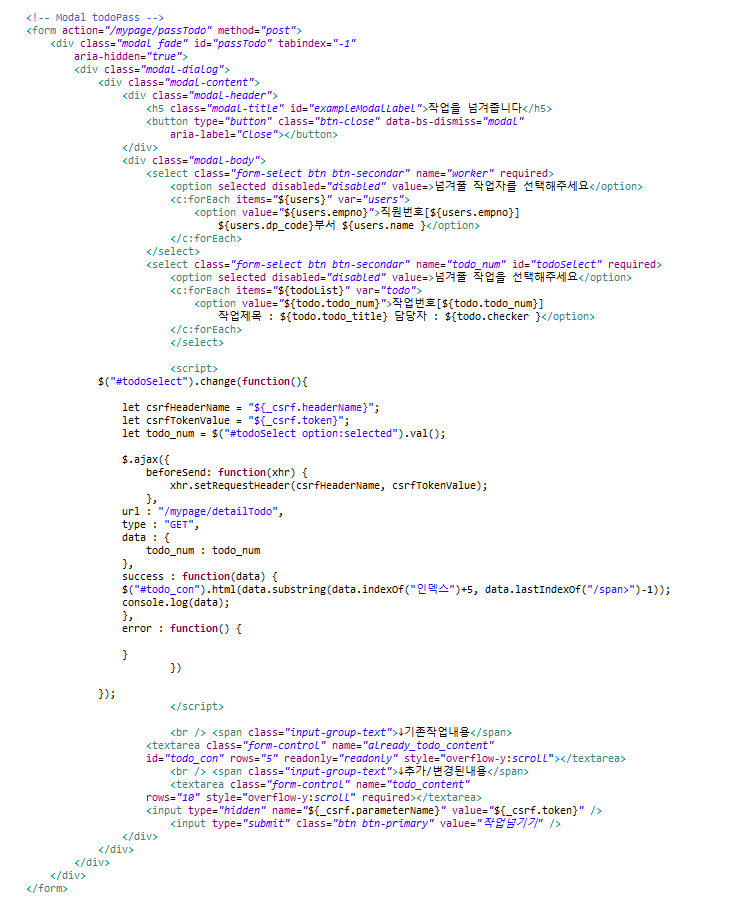 <!-- Modal todoPass -->
<form action="/mypage/passTodo" method="post">
<div class="modal fade" id="passTodo" tabindex="-1"
aria-hidden="true">
<div class="modal-dialog">
<div class="modal-content">
<div class="modal-header">
<h5 class="modal-title" id="exampleModalLabel">작업을 넘겨줍니다</h5>
<button type="button" class="btn-close" data-bs-dismiss="modal"
aria-label="Close"></button>
</div>
<div class="modal-body">
<select class="form-select btn btn-secondar" name="worker" required>
<option selected disabled="disabled" value=>넘겨줄 작업자를 선택해주세요</option>
<c:forEach items="${users}" var="users">
<option value="${users.empno}">직원번호[${users.empno}]
${users.dp_code}부서 ${users.name }</option>
</c:forEach>
</select>
<select class="form-select btn btn-secondar" name="todo_num" id="todoSelect" required>
<option selected disabled="disabled" value=>넘겨줄 작업을 선택해주세요</option>
<c:forEach items="${todoList}" var="todo">
<option value="${todo.todo_num}">작업번호[${todo.todo_num}]
작업제목 : ${todo.todo_title} 담당자 : ${todo.checker }</option>
</c:forEach>
</select>
<script>
$("#todoSelect").change(function(){
let csrfHeaderName = "${_csrf.headerName}";
let csrfTokenValue = "${_csrf.token}";
let todo_num = $("#todoSelect option:selected").val();
$.ajax({
beforeSend: function(xhr) {
xhr.setRequestHeader(csrfHeaderName, csrfTokenValue);
},
url : "/mypage/detailTodo",
type : "GET",
data : {
todo_num : todo_num
},
success : function(data) {
$("#todo_con").html(data.substring(data.indexOf("인덱스")+5, data.lastIndexOf("/span>")-1));
console.log(data);
},
error : function() {
}
})
});
</script>
<br /> <span class="input-group-text">↓기존작업내용</span>
<textarea class="form-control" name="already_todo_content"
id="todo_con" rows="5" readonly="readonly" style="overflow-y:scroll"></textarea>
<br /> <span class="input-group-text">↓추가/변경된내용</span>
<textarea class="form-control" name="todo_content"
rows="10" style="overflow-y:scroll" required></textarea>
<input type="hidden" name="${_csrf.parameterName}" value="${_csrf.token}" />
<input type="submit" class="btn btn-primary" value="작업넘기기" />
</div>
</div>
</div>
</div>
</form>